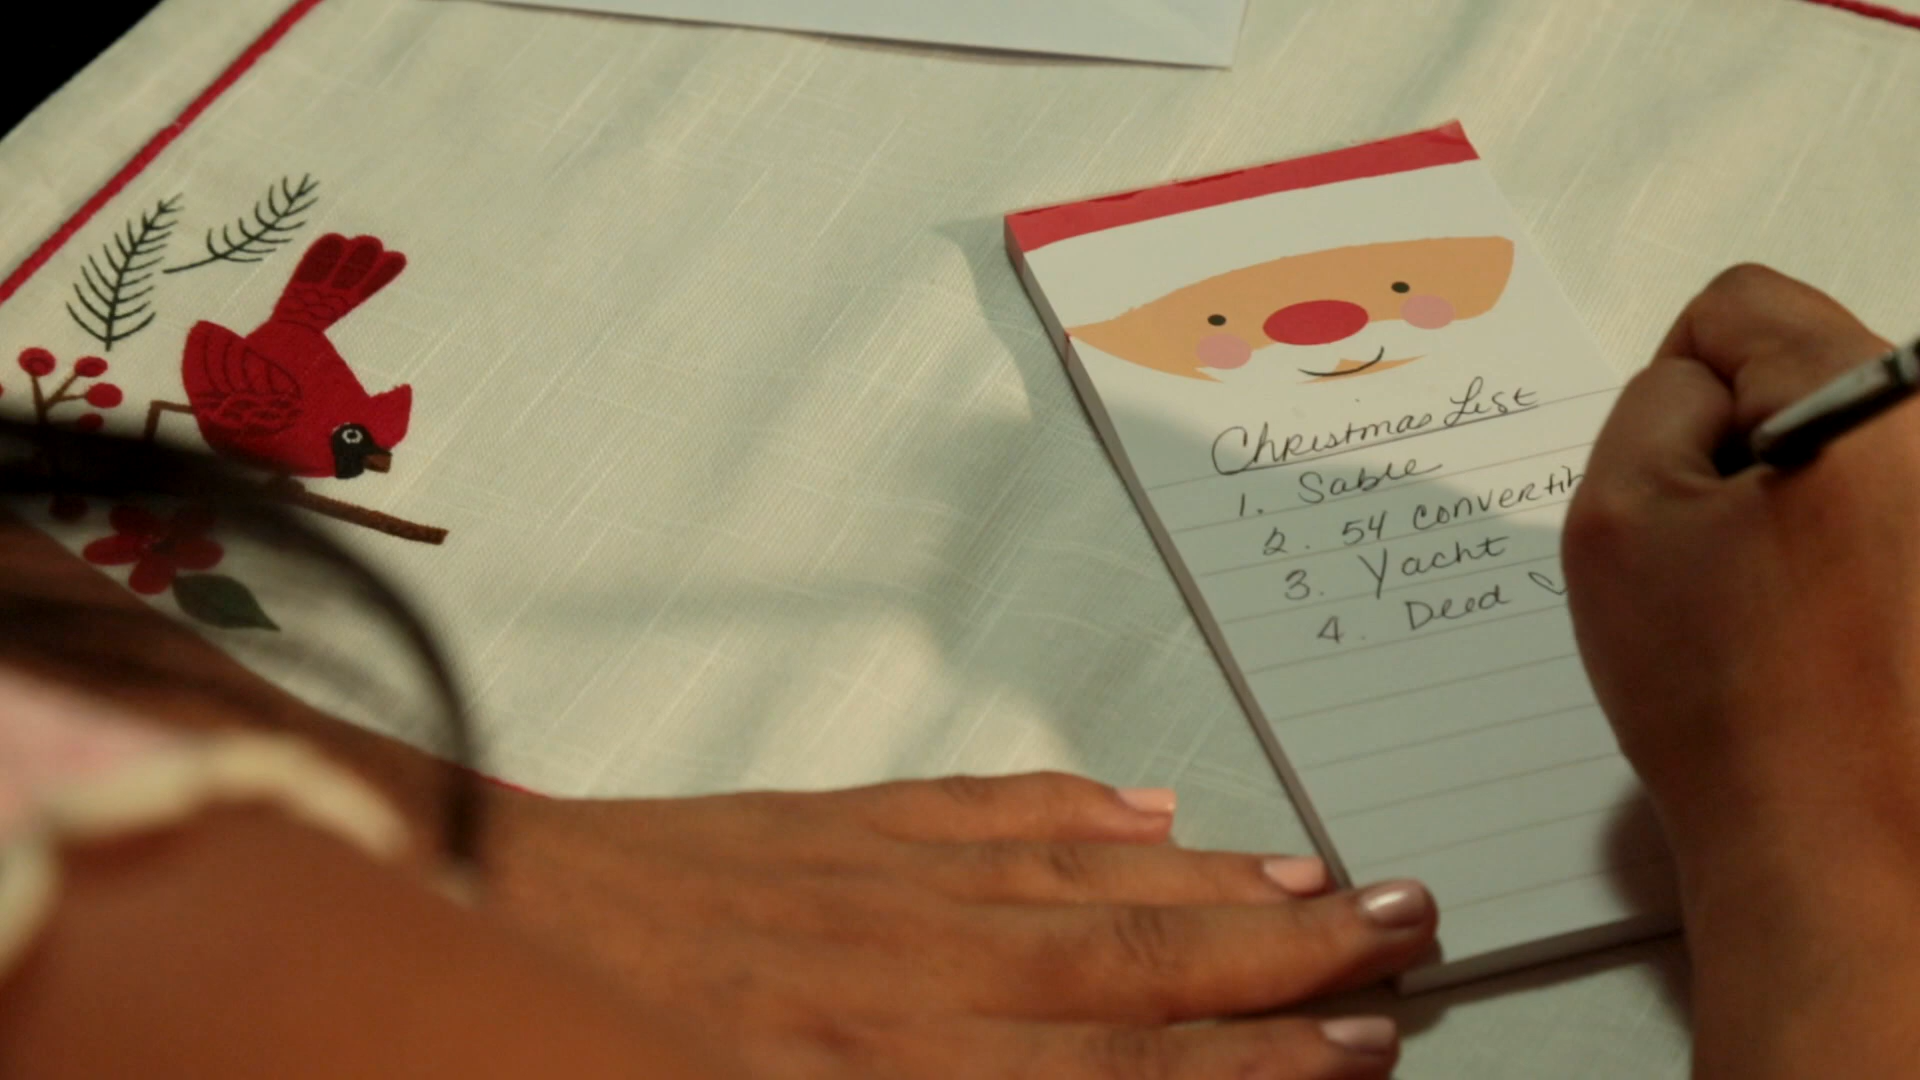 Christmas List
1. Sable
2. 54 convertib
3. Yacht
4. Deed